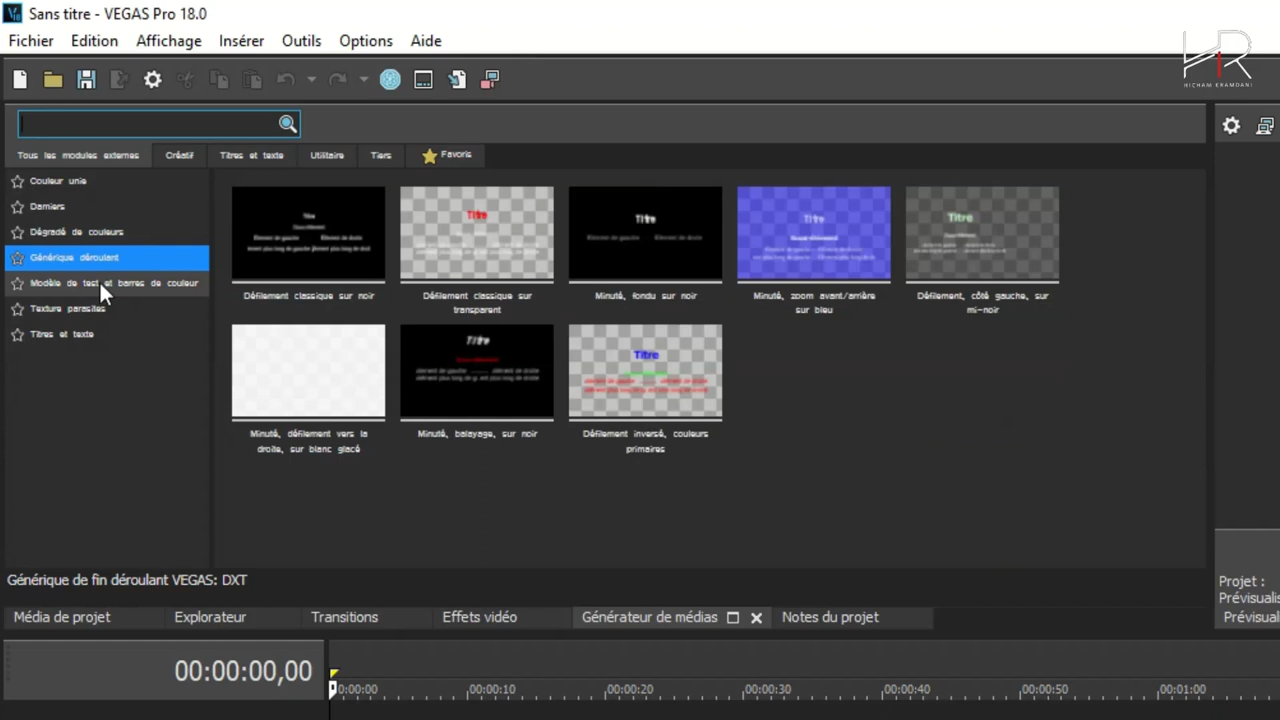 Sans titre - VEGAS Pro 18.0
Fichier Edition Affichage Insérer Outils Options Aide
HICHAM KRAMDANI
Tous les modules externes Créatif Titres et texte Utilitaire Tiers Favoris
Couleur unie
Damiers
Dégradé de couleurs
Générique déroulant
Modèle de test et barres de couleur
Texture parasites
Titres et texte
Titre
Titre
Titre
Titre
Titre
Défilement classique sur noir
Défilement classique sur
transparent
Minuté, fondu sur noir
Minuté, zoom avant/arrière
sur bleu
Défilement, côté gauche, sur
mi-noir
Titre
Titre
Minuté, défilement vers la
droite, sur blanc glacé
Minuté, balayage, sur noir
Défilement inversé, couleurs
primaires
Générique de fin déroulant VEGAS: DXT
Projet :
Prévisualis
Prévisual
Média de projet Explorateur Transitions Effets vidéo Générateur de médias Notes du projet
00:00:00,00
0:00:00 00:00:10 00:00:20 00:00:30 00:00:40 00:00:50 00:01:00